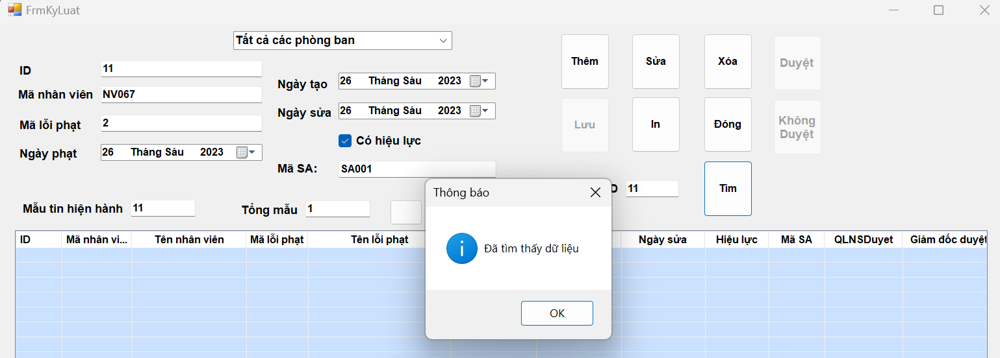 FrmKyLuat
Tất cả các phòng ban
ID
11
Mã nhân viên
NV067
Mã lỗi phạt
2
Ngày phạt
26 Tháng Sáu 2023
Ngày tạo
26 Tháng Sáu 2023
Ngày sửa
26 Tháng Sáu 2023
Có hiệu lực
Mã SA:
SA001
Thêm
Sửa
Xóa
Duyệt
Lưu
In
Đóng
Không
Duyệt
11
Tìm
Mẫu tin hiện hành
11
Tổng mẫu
1
Thông báo
Đã tìm thấy dữ liệu
OK
ID
Mã nhân vi...
Tên nhân viên
Mã lỗi phạt
Tên lỗi phạt
Ngày sửa
Hiệu lực
Mã SA
QLNSDuyet
Giám đốc duyệt